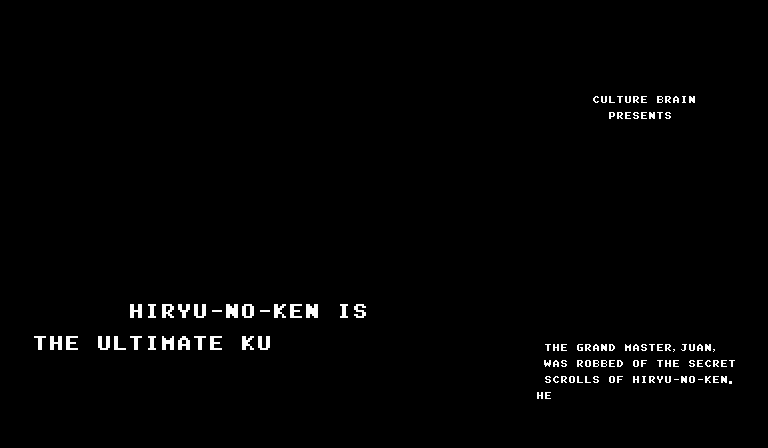 CULTURE BRAIN
PRESENTS
HIRYU-NO-KEN IS
THE ULTIMATE KU
THE GRAND MASTER, JUAN,
WAS ROBBED OF THE SECRET
SCROLLS OF HIRYU-NO-KEN.
HE